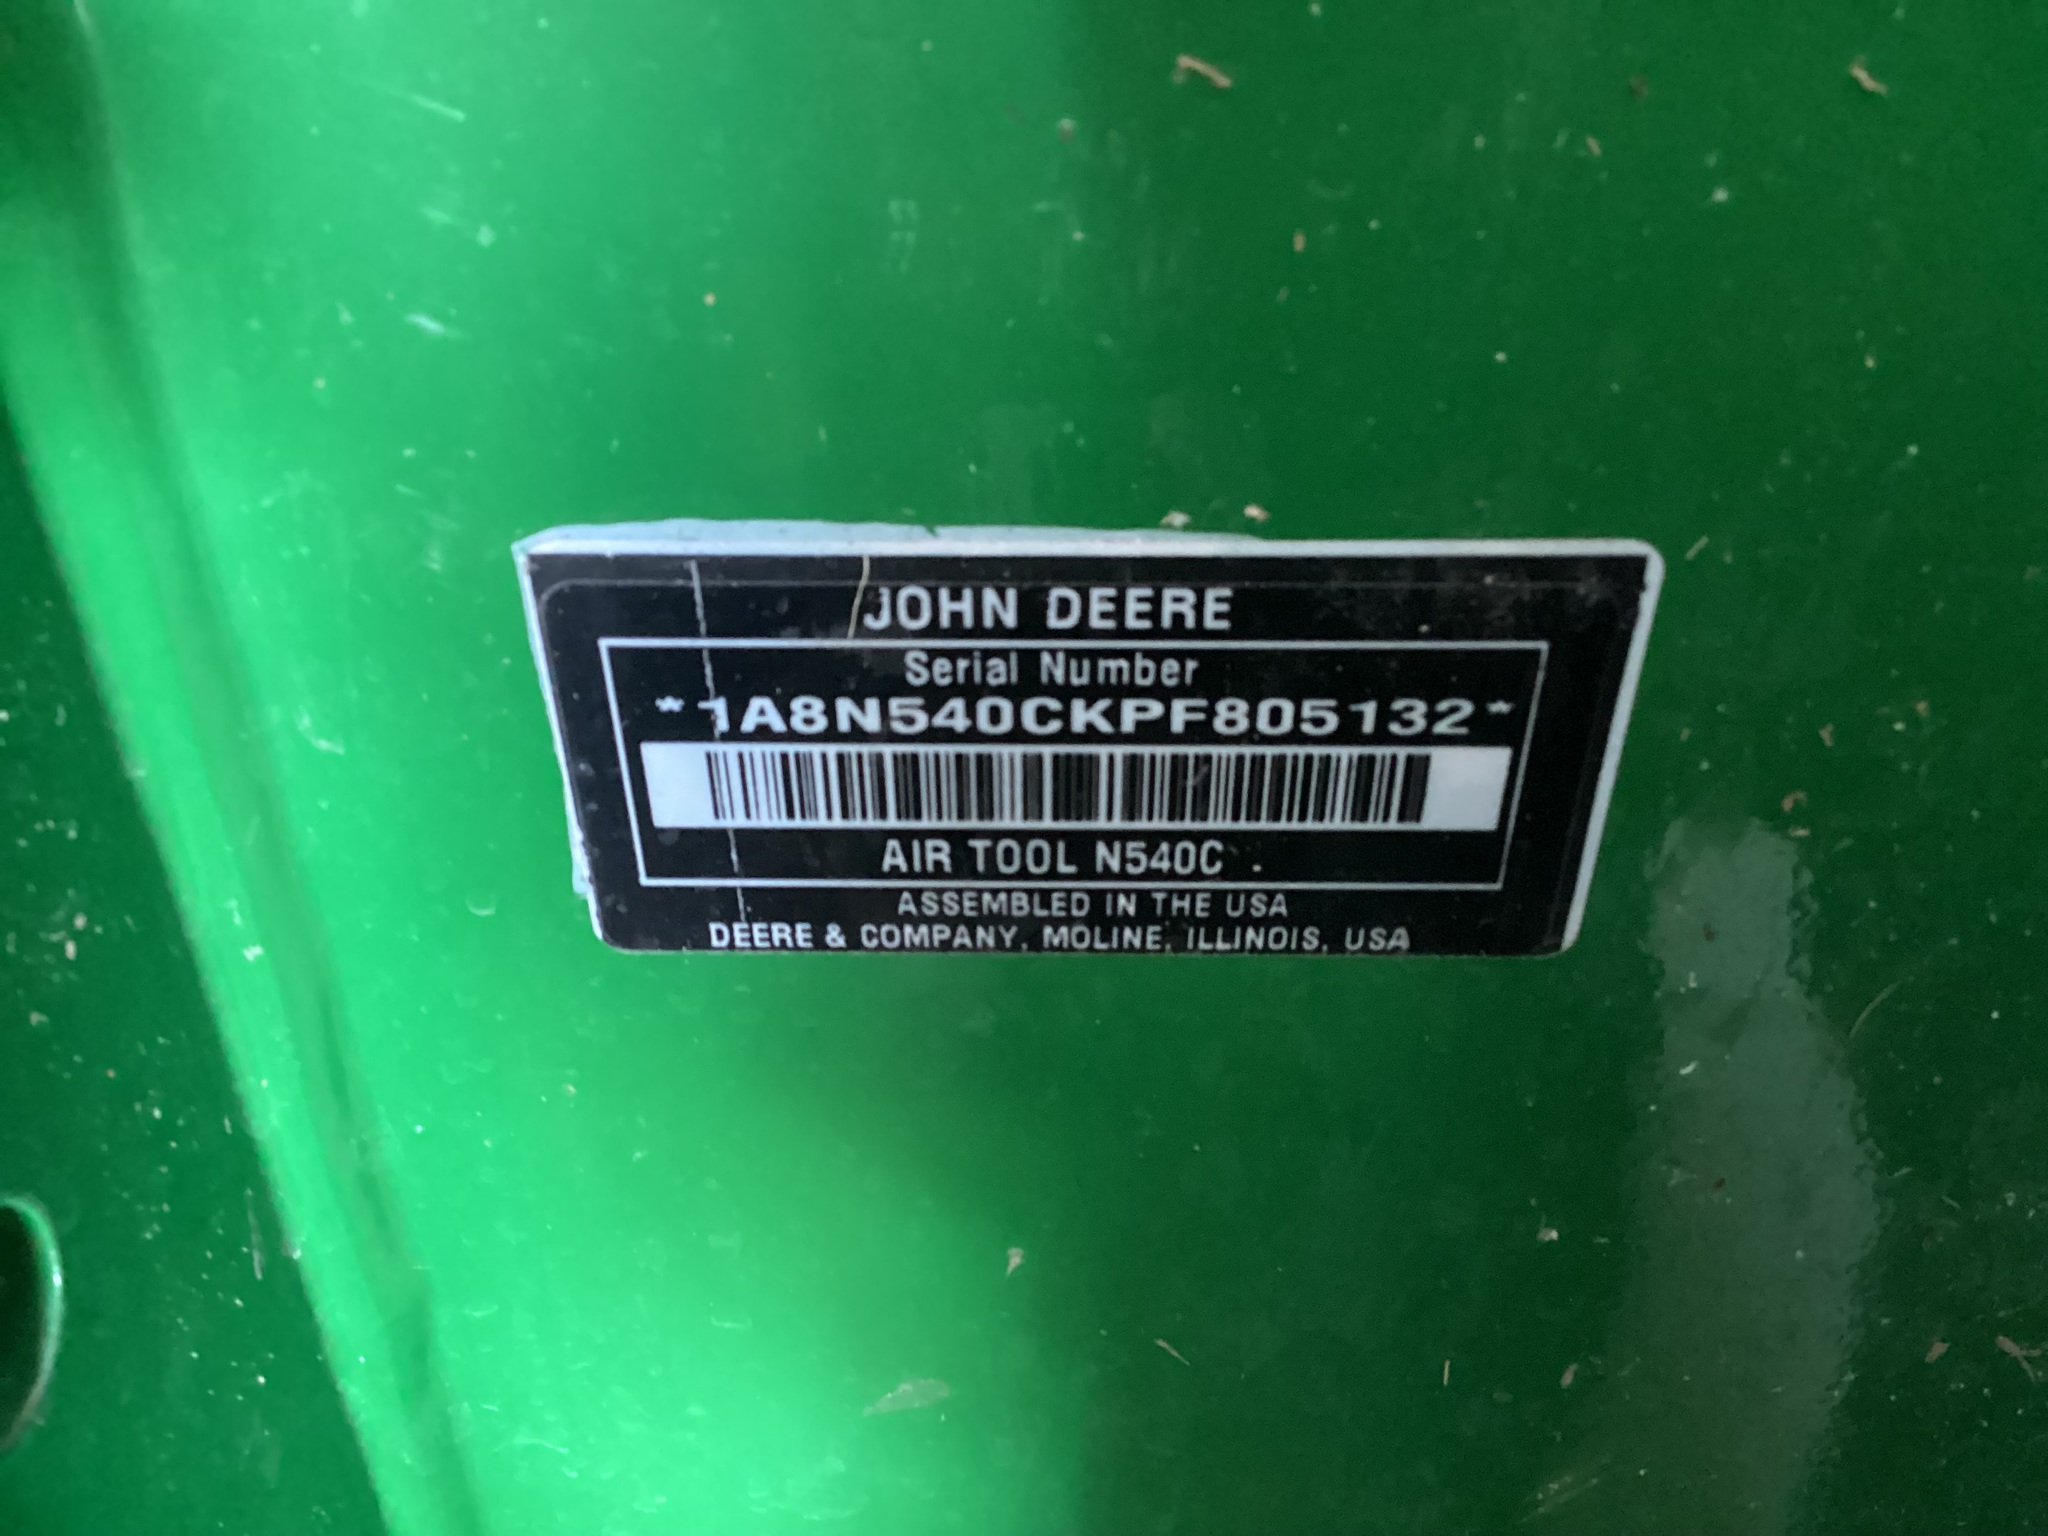 JOHN DEERE
Serial Number
*1A8N540CKPF805132*
AIR TOOL N540C .
ASSEMBLED IN THE USA
DEERE & COMPANY, MOLINE, ILLINOIS, USA